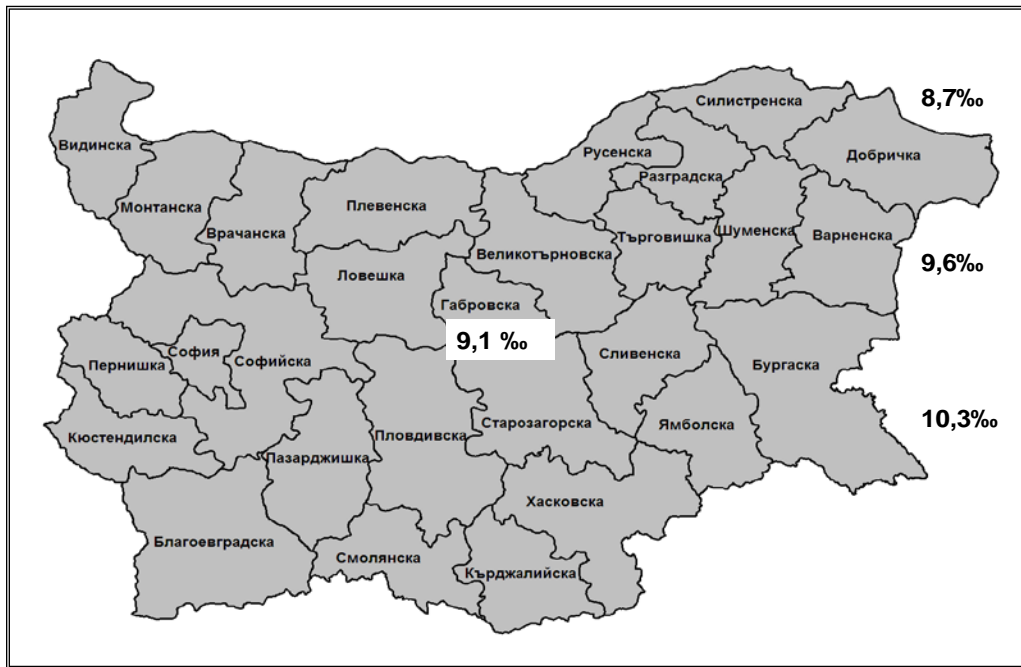 Силистренска
8,7‰
Видинска
Русенска
Добричка
Разградска
Монтанска
Плевенска
Врачанска
Търговишка
Шуменска
Варненска
Великотърновска
9,6‰
Ловешка
Габровска
9,1 ‰
София
Сливенска
Пернишка
Софийска
Бургаска
10,3‰
Старозагорска
Ямболска
Кюстендилска
Пловдивска
Пазарджишка
Хасковска
Благоевградска
Смолянска
Кърджалийска